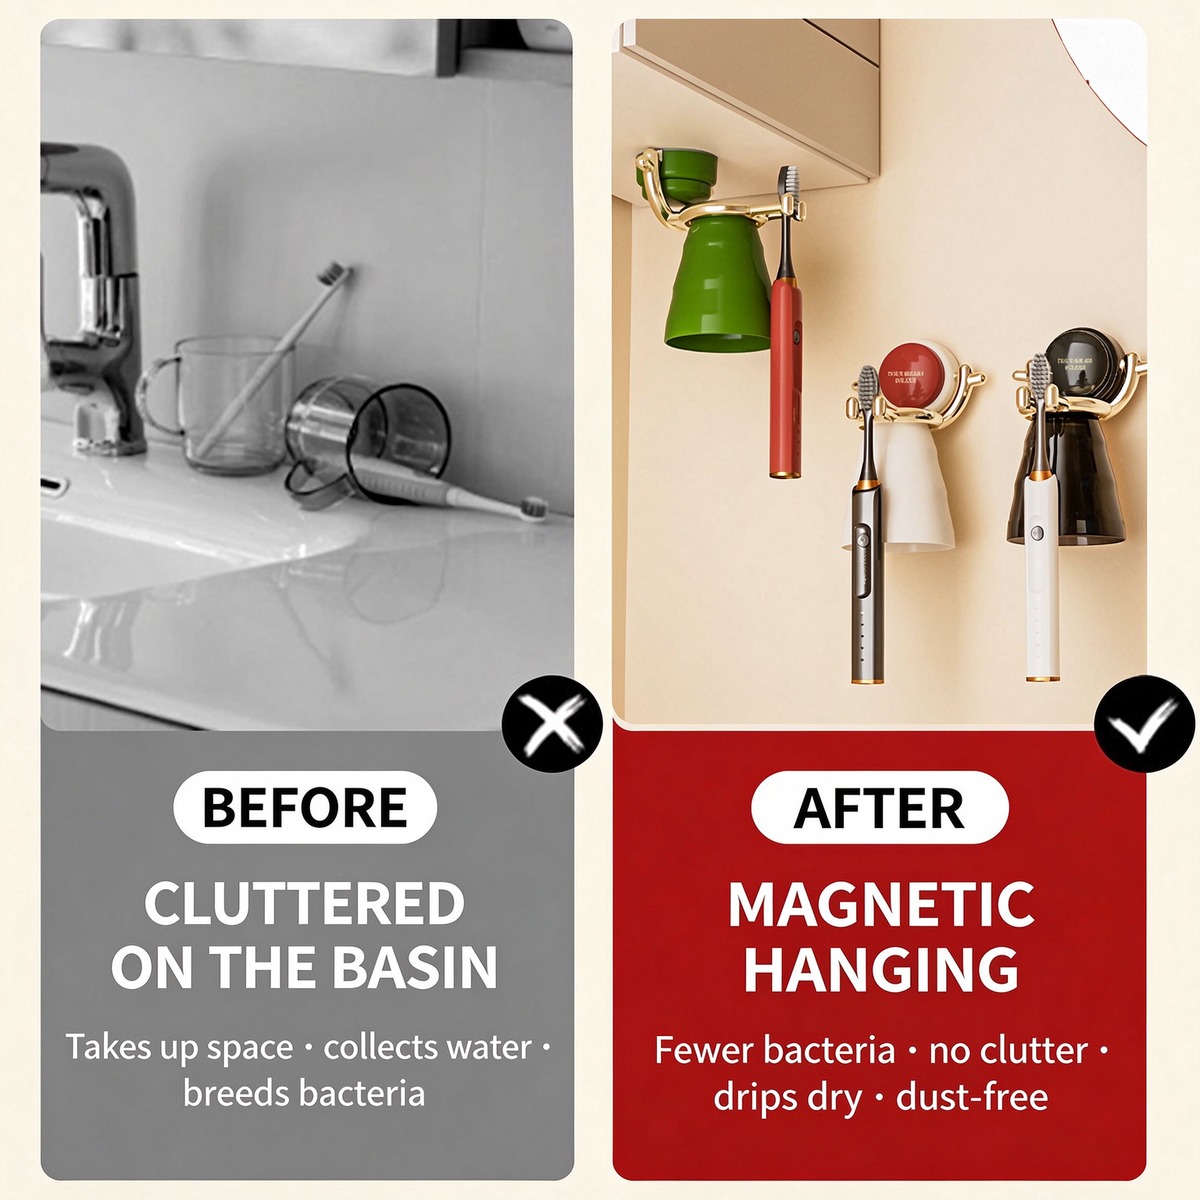 BEFORE
CLUTTERED
ON THE BASIN
Takes up space · collects water ·
breeds bacteria
AFTER
MAGNETIC
HANGING
Fewer bacteria · no clutter ·
drips dry · dust-free